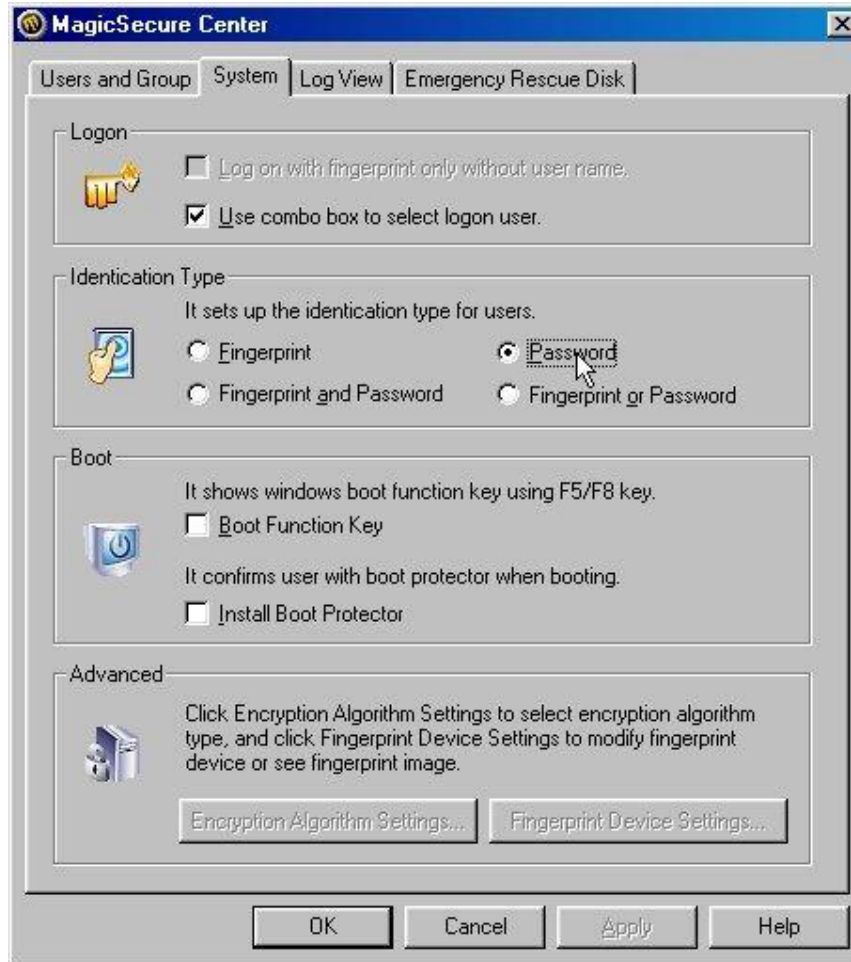 MagicSecure Center
Users and Group System Log View Emergency Rescue Disk
Logon
Log on with fingerprint only without user name.
Use combo box to select logon user.
Identication Type
It sets up the identication type for users.
Fingerprint Password
Fingerprint and Password Fingerprint or Password
Boot
It shows windows boot function key using F5/F8 key.
Boot Function Key
It confirms user with boot protector when booting.
Install Boot Protector
Advanced
Click Encryption Algorithm Settings to select encryption algorithm
type, and click Fingerprint Device Settings to modify fingerprint
device or see fingerprint image.
Encryption Algorithm Settings... Fingerprint Device Settings...
OK Cancel Apply Help